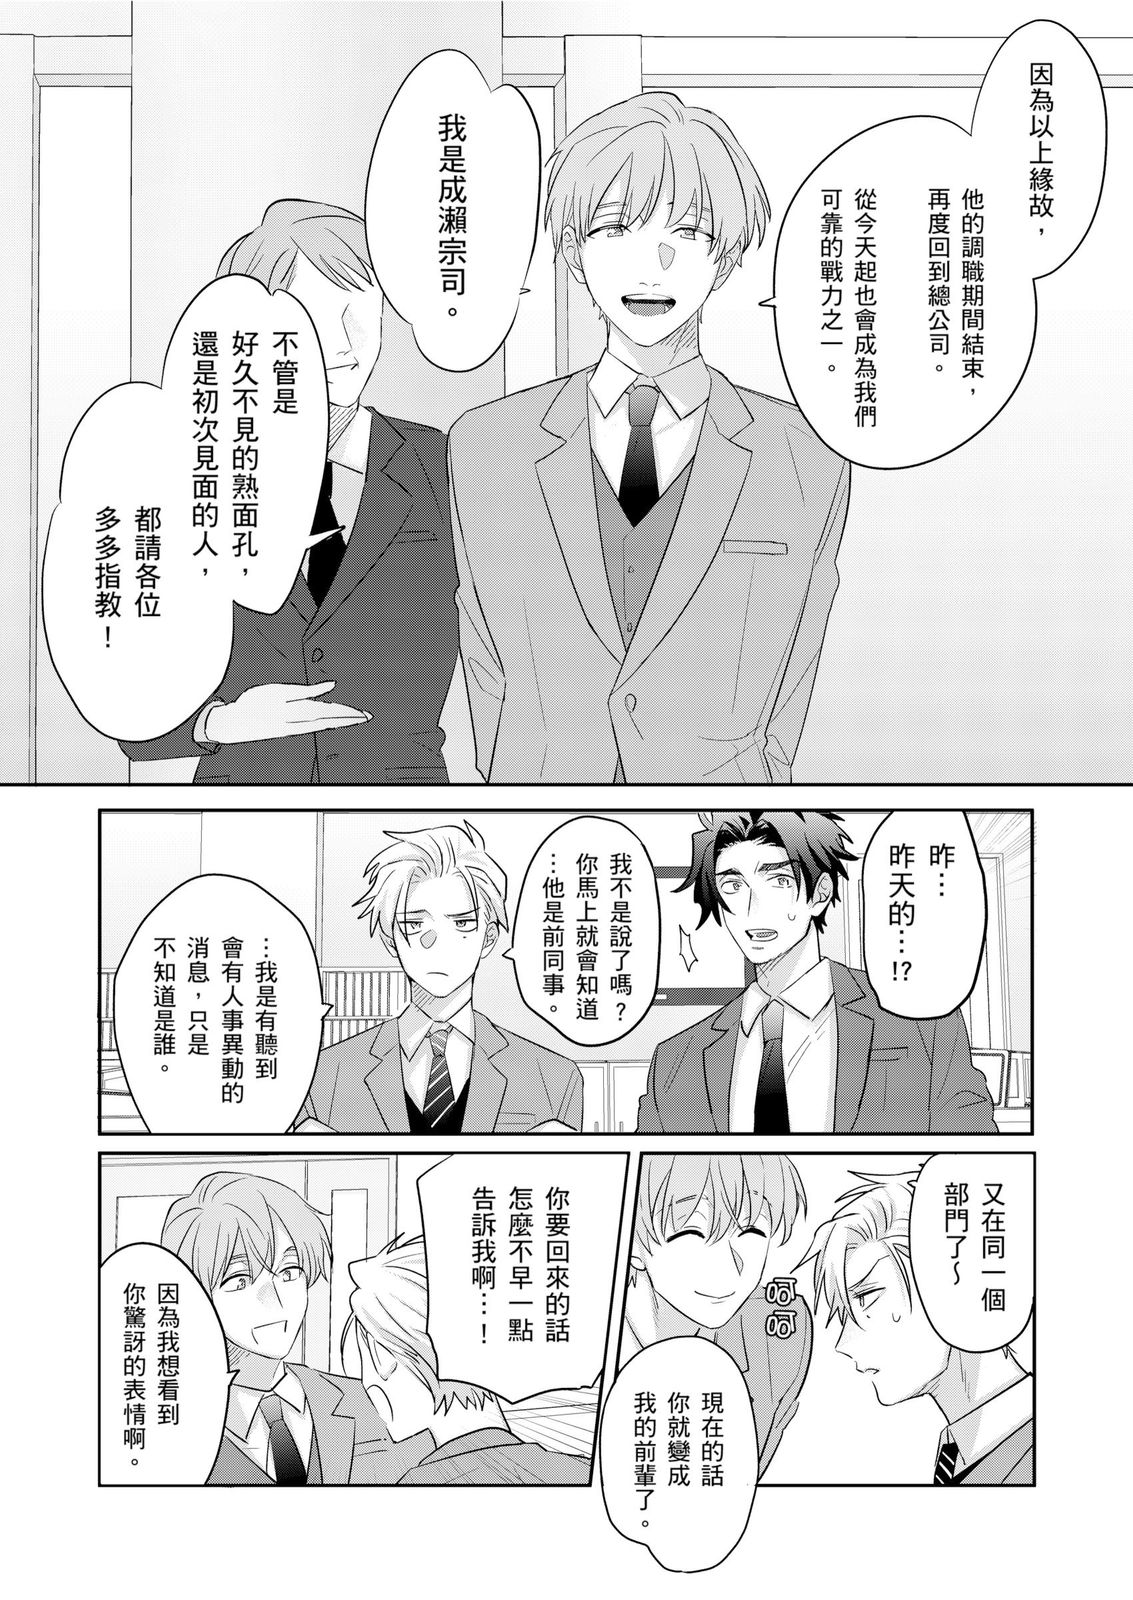 因為以上緣故，
他的調職期間結束，
再度回到總公司。
從今天起也會成為我們
可靠的戰力之一。
我是成瀨宗司。
不管是
好久不見的熟面孔，
還是初次見面的人，
都請各位
多多指教！
昨…
昨天的…!?
我不是說了嗎？
你馬上就會知道
…他是前同事。
…我是有聽到
會有人事異動的
消息，只是
不知道是誰。
又在同一個
部門了～
呵呵
呵呵
現在的話
你就變成
我的前輩了。
你要回來的話
怎麼不早一點
告訴我啊…！
因為我想看到
你驚訝的表情啊。